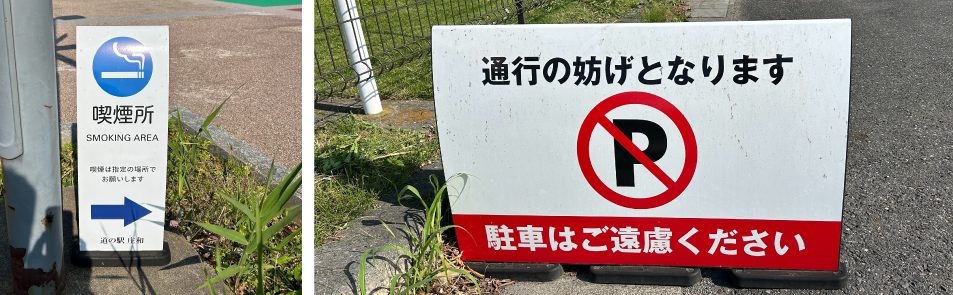 喫煙所
SMOKING AREA
喫煙は指定の場所で
お願いします
道の駅 庄和
通行の妨げとなります
P
駐車はご遠慮ください